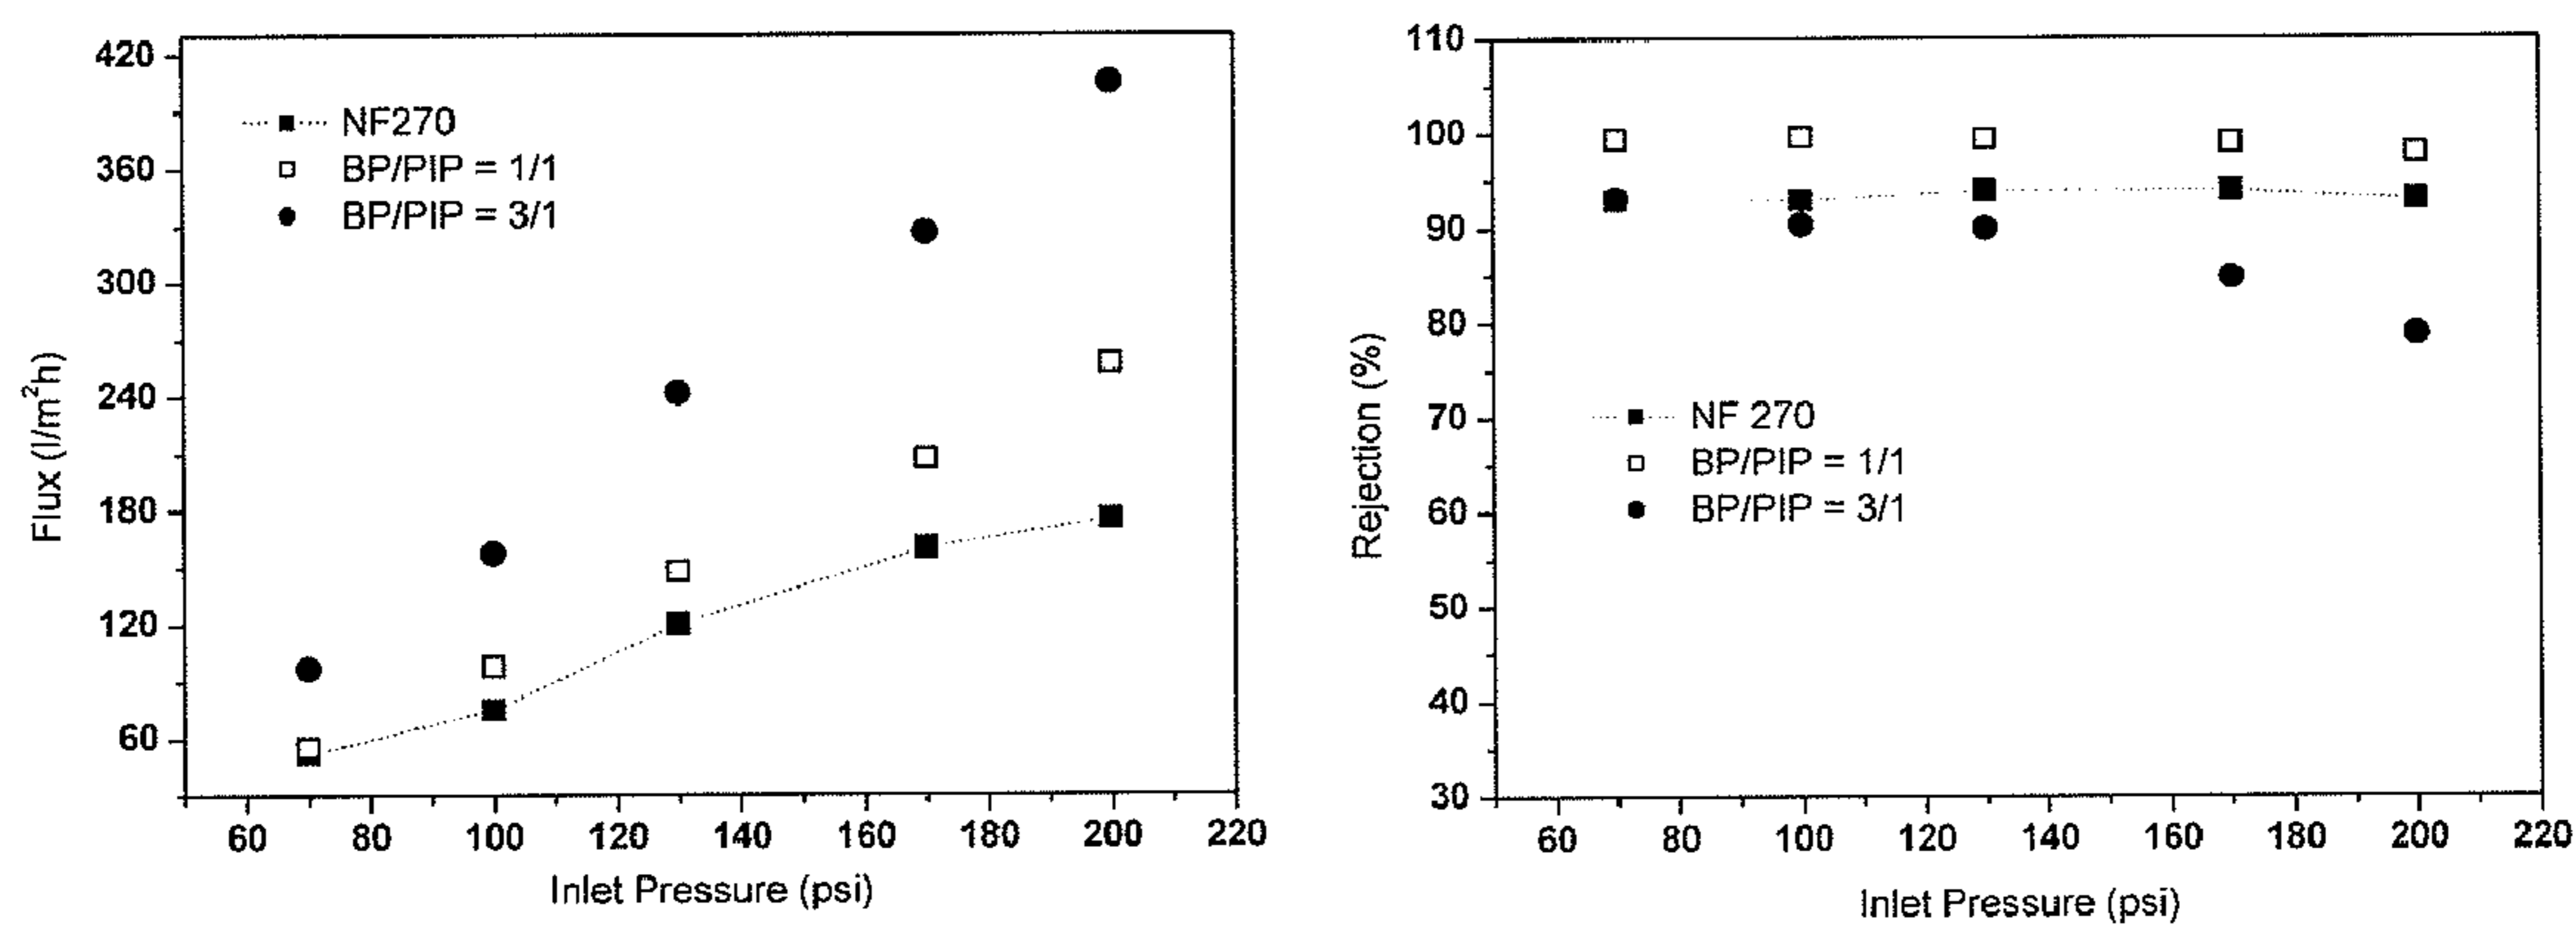 420
360
300
240
180
120
60
Flux (l/m²h)
NF270
BP/PIP = 1/1
BP/PIP = 3/1
60 80 100 120 140 160 180 200 220
Inlet Pressure (psi)
110
100
90
80
70
60
50
40
30
Rejection (%)
NF 270
BP/PIP = 1/1
BP/PIP = 3/1
60 80 100 120 140 160 180 200 220
Inlet Pressure (psi)